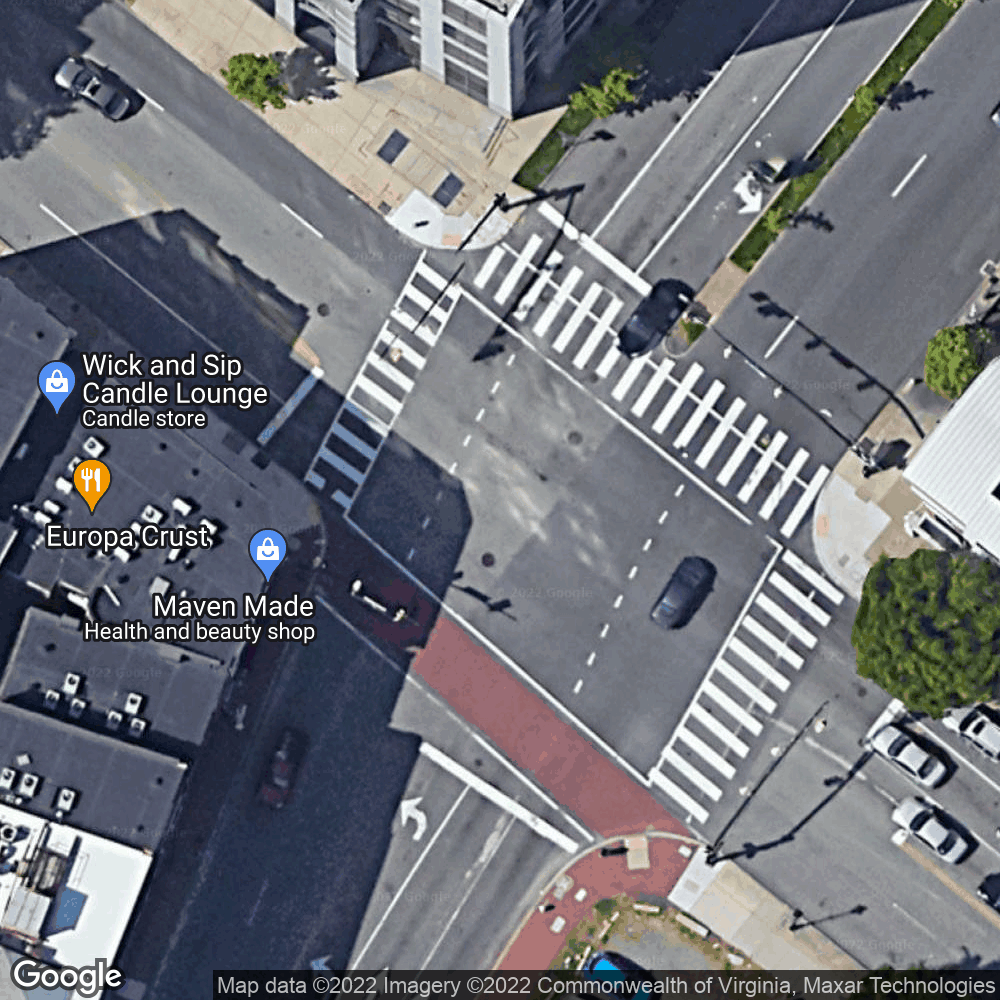 Wick and Sip
Candle Lounge
Candle store
Europa Crust
Maven Made
Health and beauty shop
Google
Map data ©2022 Imagery ©2022 Commonwealth of Virginia, Maxar Technologies